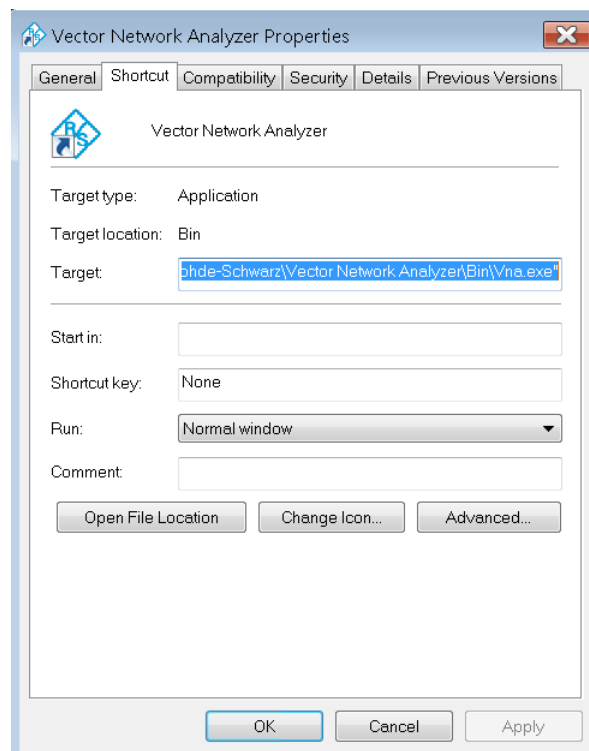 Vector Network Analyzer Properties
General Shortcut Compatibility Security Details Previous Versions
R S
Vector Network Analyzer
Target type: Application
Target location: Bin
Target: ohde-Schwarz\Vector Network Analyzer\Bin\Vna.exe"
Start in:
Shortcut key: None
Run: Normal window
Comment:
Open File Location Change Icon... Advanced...
OK Cancel Apply